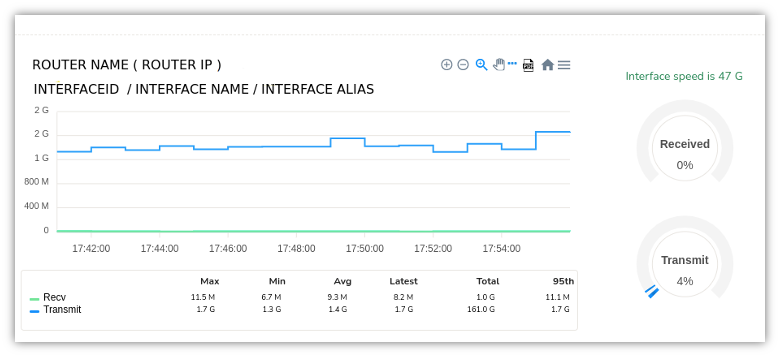 ROUTER NAME ( ROUTER IP )
PDF
Interface speed is 47 G
INTERFACEID / INTERFACE NAME / INTERFACE ALIAS
2 G
2 G
1 G
800 M
400 M
0
17:42:00 17:44:00 17:46:00 17:48:00 17:50:00 17:52:00 17:54:00
Received
0%
Transmit
4%
Max Min Avg Latest Total 95th
Recv 11.5 M 6.7 M 9.3 M 8.2 M 1.0 G 11.1 M
Transmit 1.7 G 1.3 G 1.4 G 1.7 G 161.0 G 1.7 G